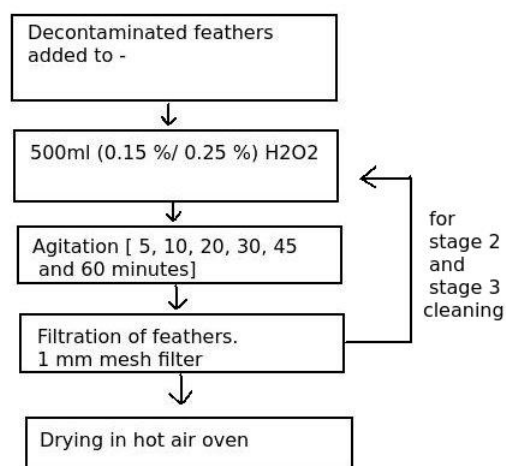 Decontaminated feathers
added to -
500ml (0.15 %/ 0.25 %) H2O2
Agitation [ 5, 10, 20, 30, 45
and 60 minutes]
Filtration of feathers.
1 mm mesh filter
for
stage 2
and
stage 3
cleaning
Drying in hot air oven